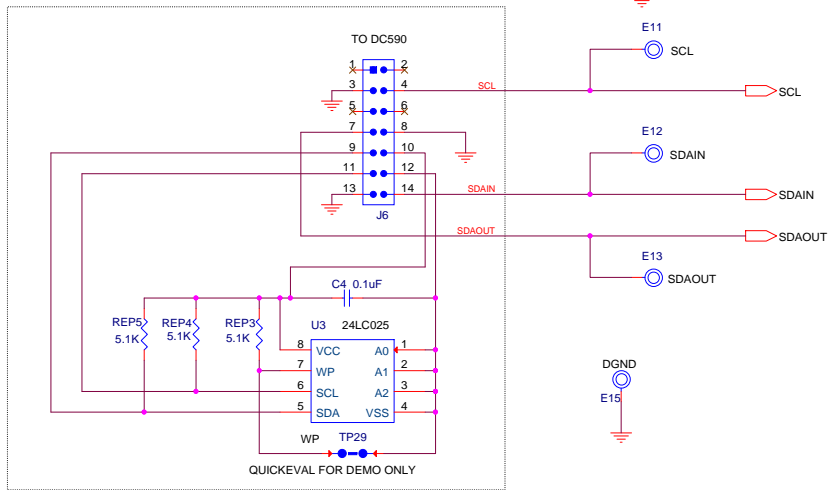 E11
SCL
TO DC590
1 2
3 4
SCL
SCL
5 6
7 8
E12
SDAIN
9 10
11 12
13 14
SDAIN
SDAIN
J6
SDAOUT
SDAOUT
E13
SDAOUT
C4 0.1uF
REP5
5.1K
REP4
5.1K
REP3
5.1K
U3 24LC025
8 VCC A0 1
7 WP A1 2
6 SCL A2 3
5 SDA VSS 4
DGND
E15
WP TP29
QUICKEVAL FOR DEMO ONLY